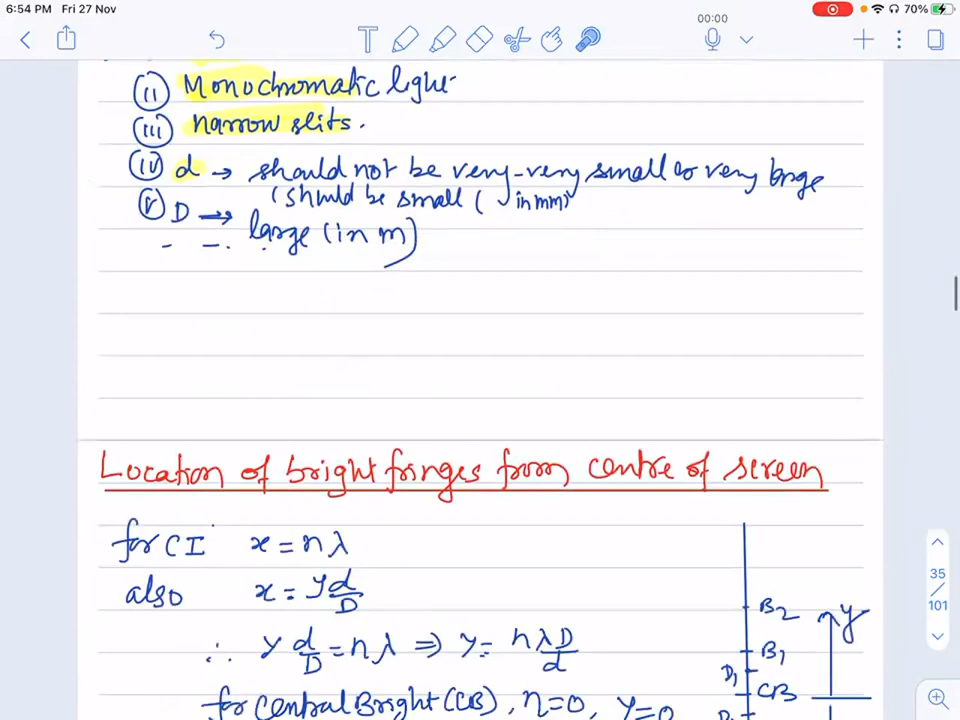 6:54 PM Fri 27 Nov
70%
00:00
T
(ii) Monochromatic light
(iii) narrow slits.
(iv) d → should not be very-very small & very large
(should be small (in mm)
(v) D → large (in m)
Location of bright fringes from centre of screen
for CI x = nλ
also x = y d/D
∴ y d/D = nλ ⇒ y = nλD/d
for Central Bright (CB), n=0, y=0
B2
y
B1
D1
CB
35
/
101